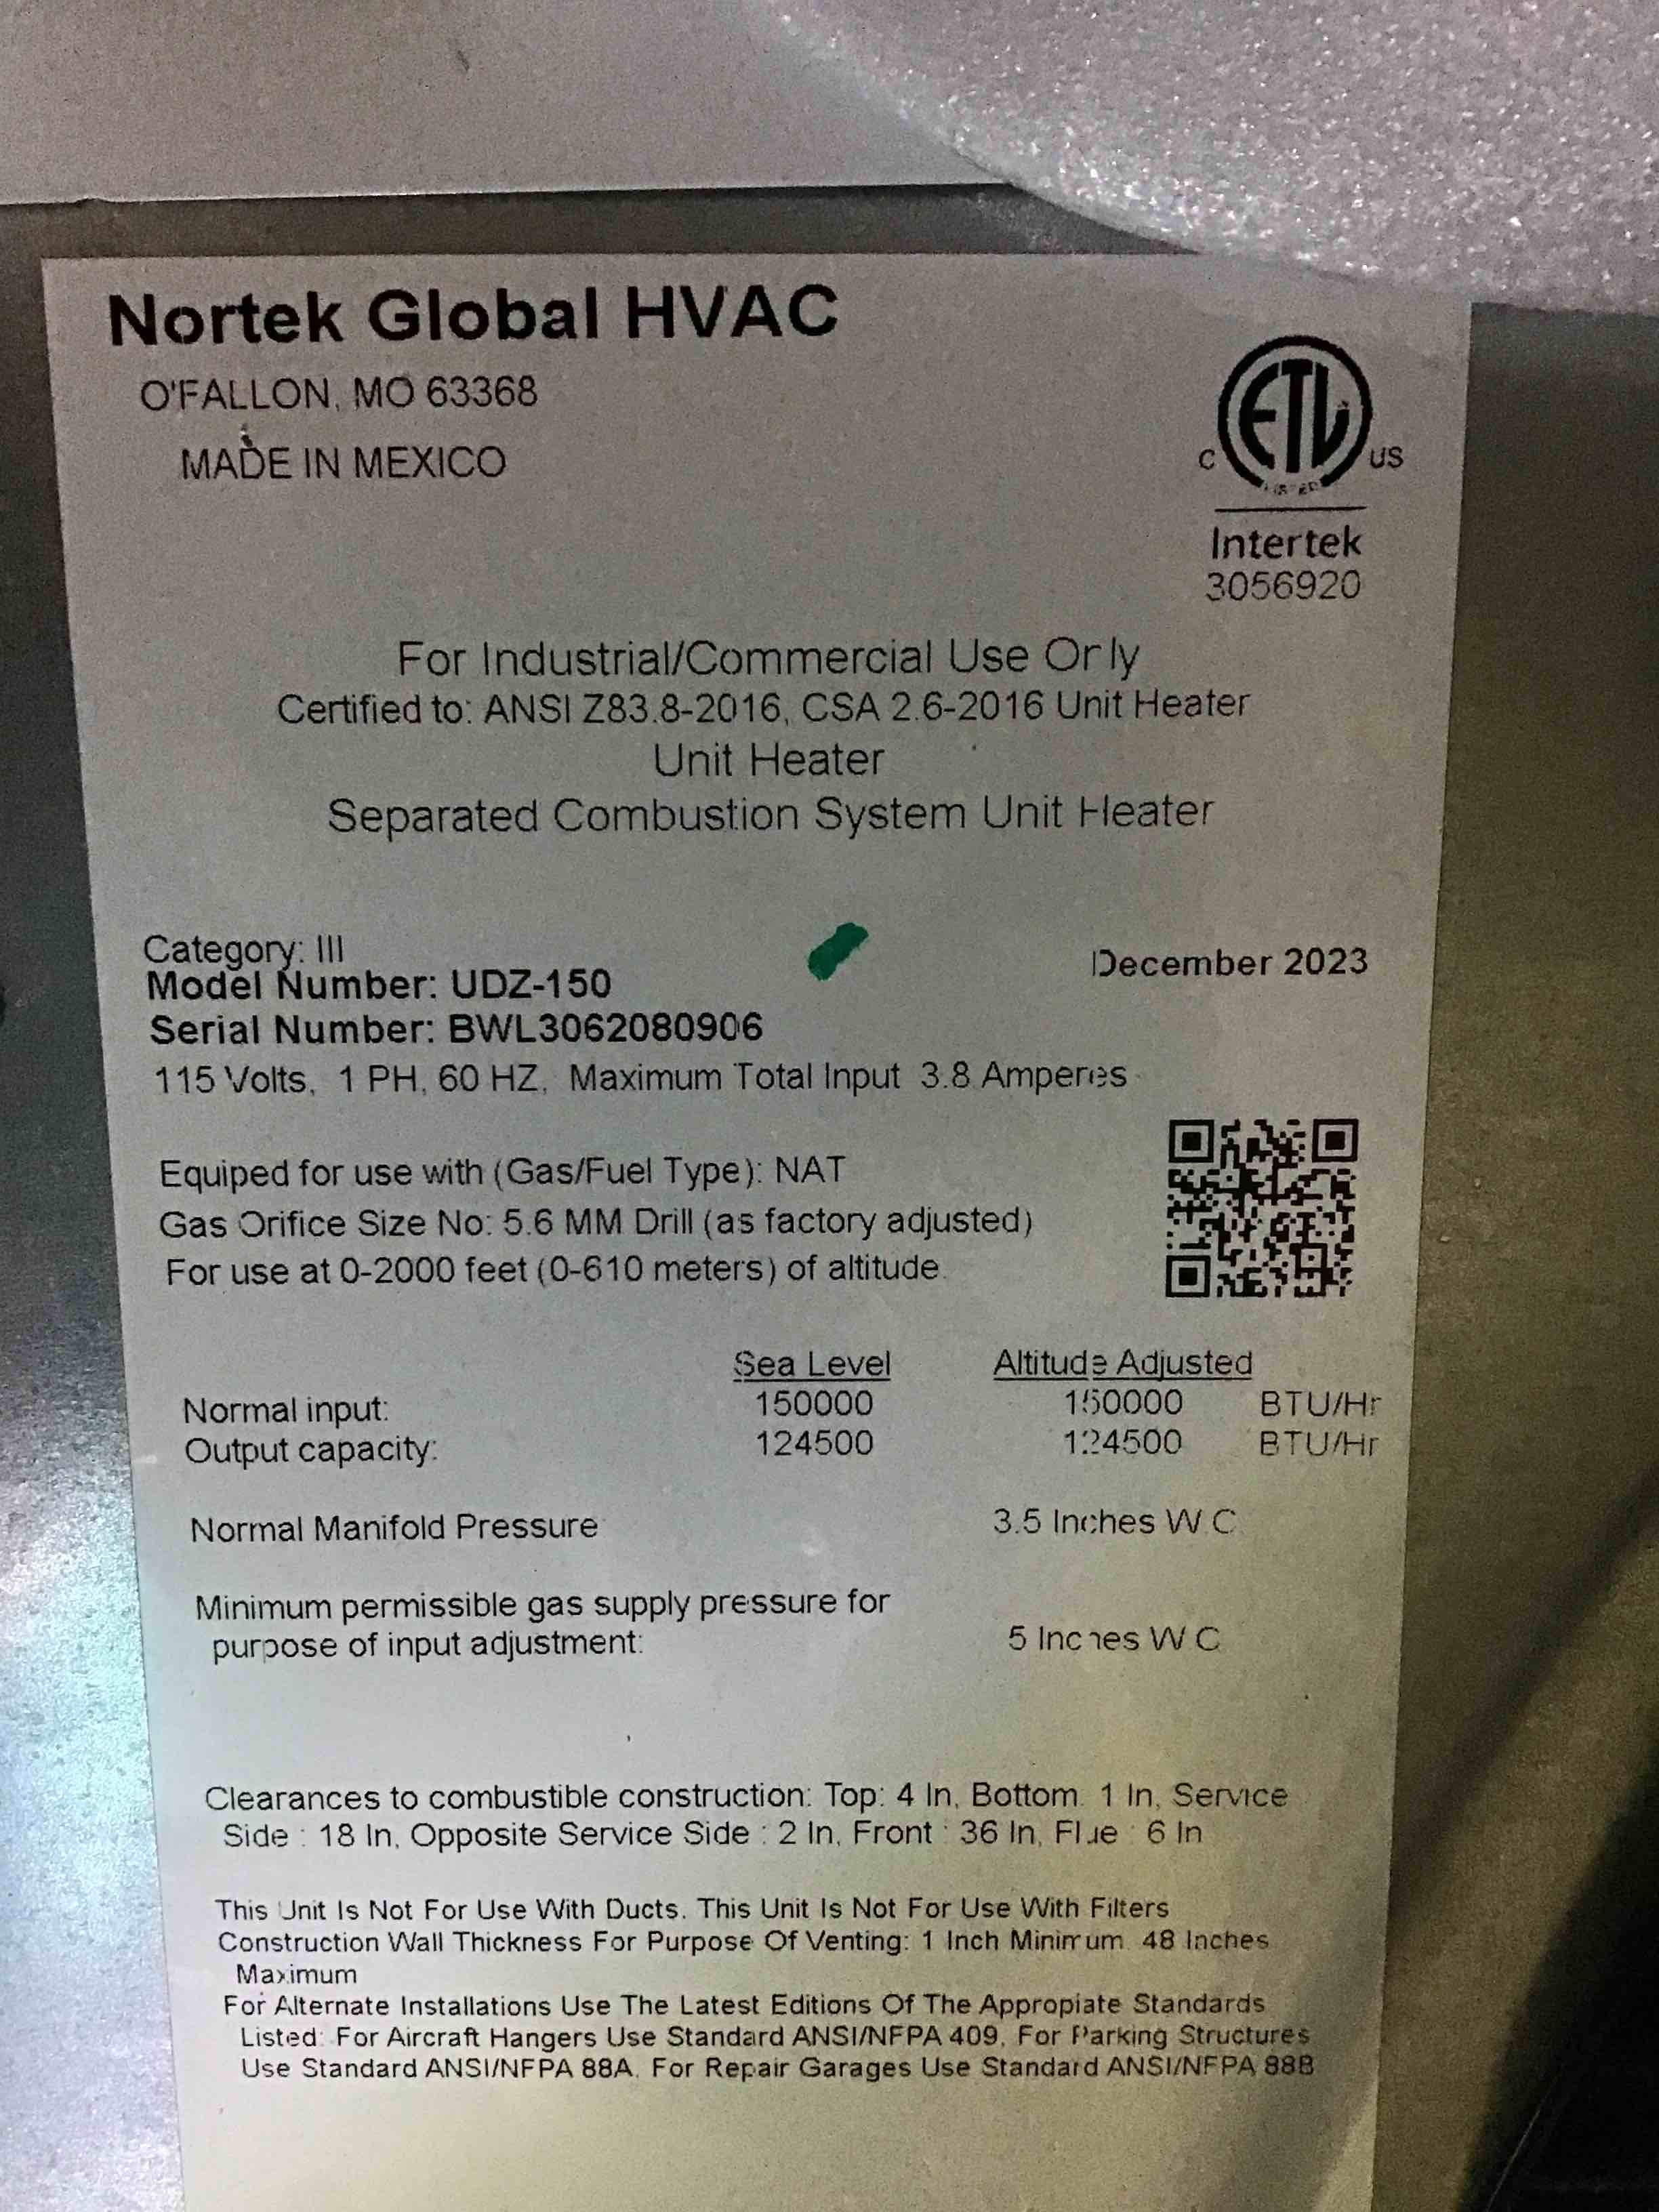 Nortek Global HVAC
O'FALLON, MO 63368
MADE IN MEXICO
ETL
C US
LISTED
Intertek
3056920
For Industrial/Commercial Use Only
Certified to: ANSI Z83.8-2016, CSA 2.6-2016 Unit Heater
Unit Heater
Separated Combustion System Unit Heater
Category: III
December 2023
Model Number: UDZ-150
Serial Number: BWL3062080906
115 Volts, 1 PH, 60 HZ, Maximum Total Input 3.8 Amperes
Equiped for use with (Gas/Fuel Type): NAT
Gas Orifice Size No: 5.6 MM Drill (as factory adjusted)
For use at 0-2000 feet (0-610 meters) of altitude.
Sea Level Altitude Adjusted
Normal input: 150000 150000 BTU/Hr
Output capacity: 124500 124500 BTU/Hr
Normal Manifold Pressure 3.5 Inches W.C
Minimum permissible gas supply pressure for
purpose of input adjustment: 5 Inches W.C
Clearances to combustible construction: Top: 4 In, Bottom: 1 In, Service
Side : 18 In, Opposite Service Side : 2 In, Front : 36 In, Flue : 6 In
This Unit Is Not For Use With Ducts. This Unit Is Not For Use With Filters
Construction Wall Thickness For Purpose Of Venting: 1 Inch Minimum 48 Inches
Maximum
For Alternate Installations Use The Latest Editions Of The Appropiate Standards
Listed: For Aircraft Hangers Use Standard ANSI/NFPA 409, For Parking Structures
Use Standard ANSI/NFPA 88A, For Repair Garages Use Standard ANSI/NFPA 88B